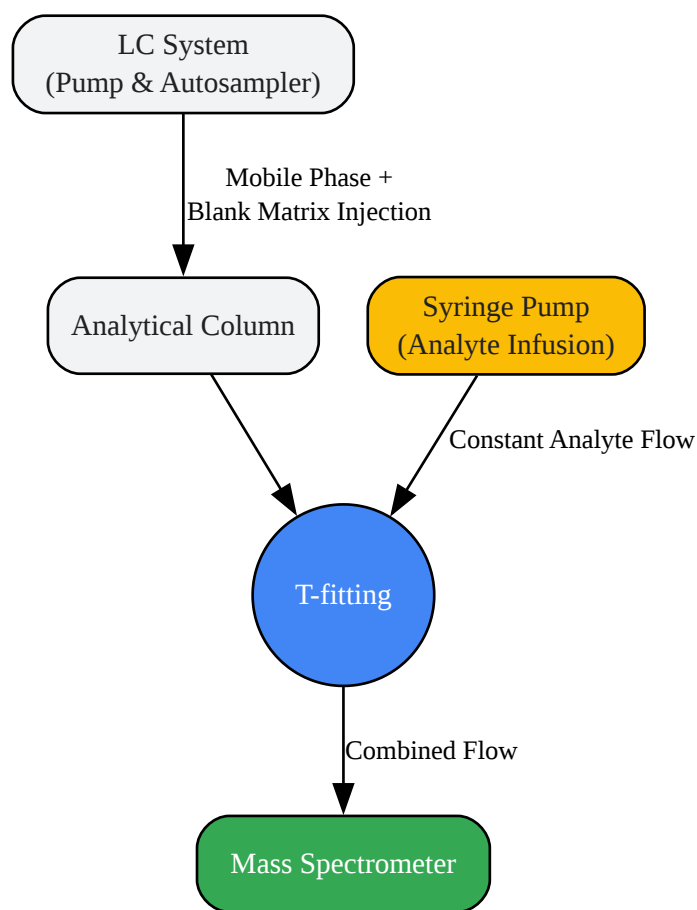 LC System
(Pump & Autosampler)
Mobile Phase +
Blank Matrix Injection
Analytical Column
Syringe Pump
(Analyte Infusion)
Constant Analyte Flow
T-fitting
Combined Flow
Mass Spectrometer